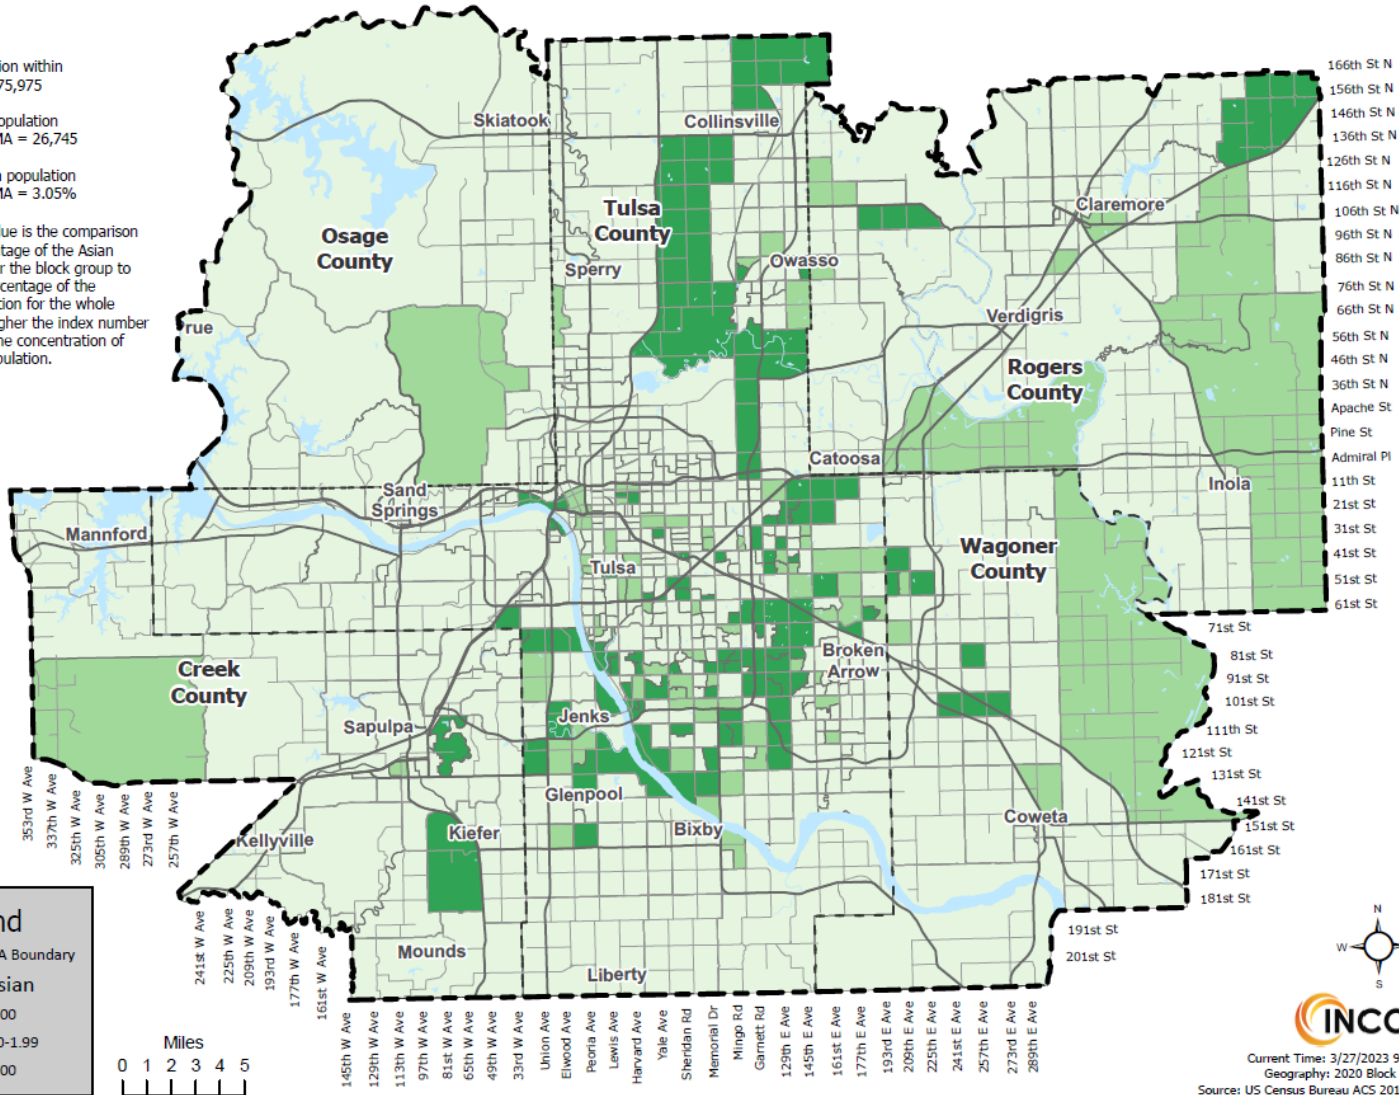 ion within
75,975
opulation
MA = 26,745
n population
MA = 3.05%
lue is the comparison
ntage of the Asian
r the block group to
rcentage of the
tion for the whole
gher the index number
he concentration of
pulation.
Skiatook
Collinsville
Tulsa
County
Osage
County
Sperry
Owasso
Claremore
Verdigris
Rogers
County
rue
Catoosa
Inola
Sand
Springs
Mannford
Tulsa
Wagoner
County
Broken
Arrow
Creek
County
Sapulpa
Jenks
Glenpool
Bixby
Coweta
Kellyville
Kiefer
Mounds
Liberty
166th St N
156th St N
146th St N
136th St N
126th St N
116th St N
106th St N
96th St N
86th St N
76th St N
66th St N
56th St N
46th St N
36th St N
Apache St
Pine St
Admiral Pl
11th St
21st St
31st St
41st St
51st St
61st St
71st St
81st St
91st St
101st St
111th St
121st St
131st St
141st St
151st St
161st St
171st St
181st St
191st St
201st St
353rd W Ave
337th W Ave
325th W Ave
305th W Ave
289th W Ave
273rd W Ave
257th W Ave
241st W Ave
225th W Ave
209th W Ave
193rd W Ave
177th W Ave
161st W Ave
145th W Ave
129th W Ave
113th W Ave
97th W Ave
81st W Ave
65th W Ave
49th W Ave
33rd W Ave
Union Ave
Elwood Ave
Peoria Ave
Lewis Ave
Harvard Ave
Yale Ave
Sheridan Rd
Memorial Dr
Mingo Rd
Garnett Rd
129th E Ave
145th E Ave
161st E Ave
177th E Ave
193rd E Ave
209th E Ave
225th E Ave
241st E Ave
257th E Ave
273rd E Ave
289th E Ave
nd
A Boundary
sian
00
0-1.99
00
Miles
0 1 2 3 4 5
N
W
S
INCO
Current Time: 3/27/2023 9
Geography: 2020 Block
Source: US Census Bureau ACS 201